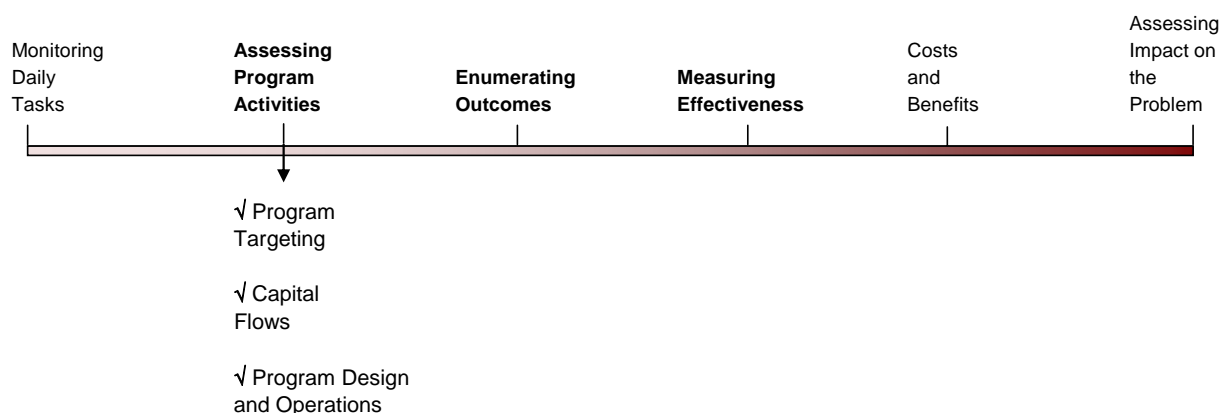 Monitoring
Daily
Tasks
Assessing
Program
Activities
Enumerating
Outcomes
Measuring
Effectiveness
Costs
and
Benefits
Assessing
Impact on
the
Problem
√ Program
Targeting
√ Capital
Flows
√ Program Design
and Operations